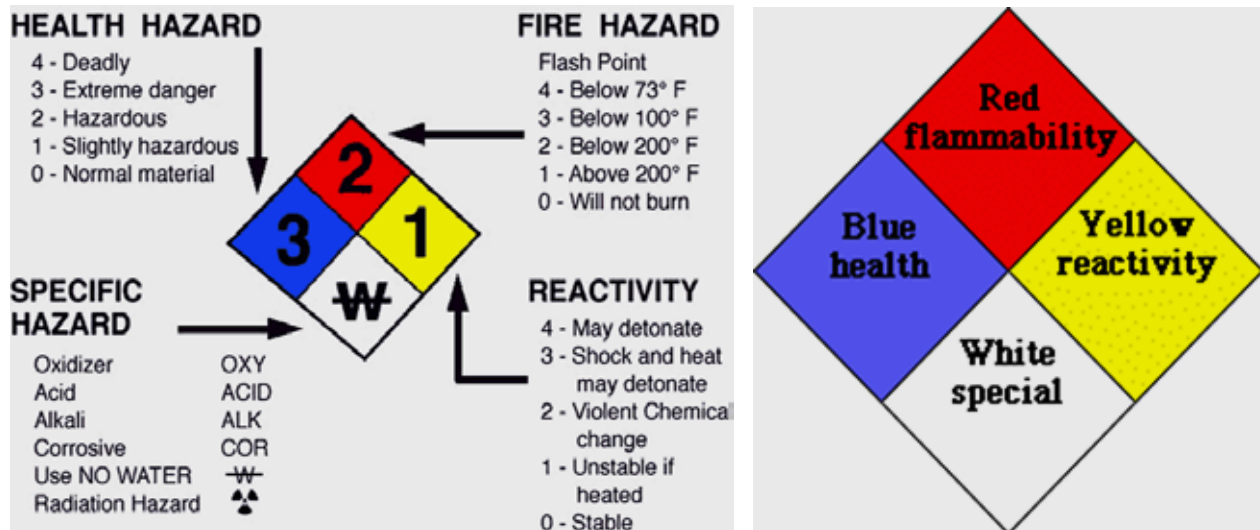 HEALTH HAZARD
4 - Deadly
3 - Extreme danger
2 - Hazardous
1 - Slightly hazardous
0 - Normal material
FIRE HAZARD
Flash Point
4 - Below 73° F
3 - Below 100° F
2 - Below 200° F
1 - Above 200° F
0 - Will not burn
2
3
1
W
SPECIFIC
HAZARD
Oxidizer OXY
Acid ACID
Alkali ALK
Corrosive COR
Use NO WATER W
Radiation Hazard
REACTIVITY
4 - May detonate
3 - Shock and heat
may detonate
2 - Violent Chemical
change
1 - Unstable if
heated
0 - Stable
Red
flammability
Blue
health
Yellow
reactivity
White
special